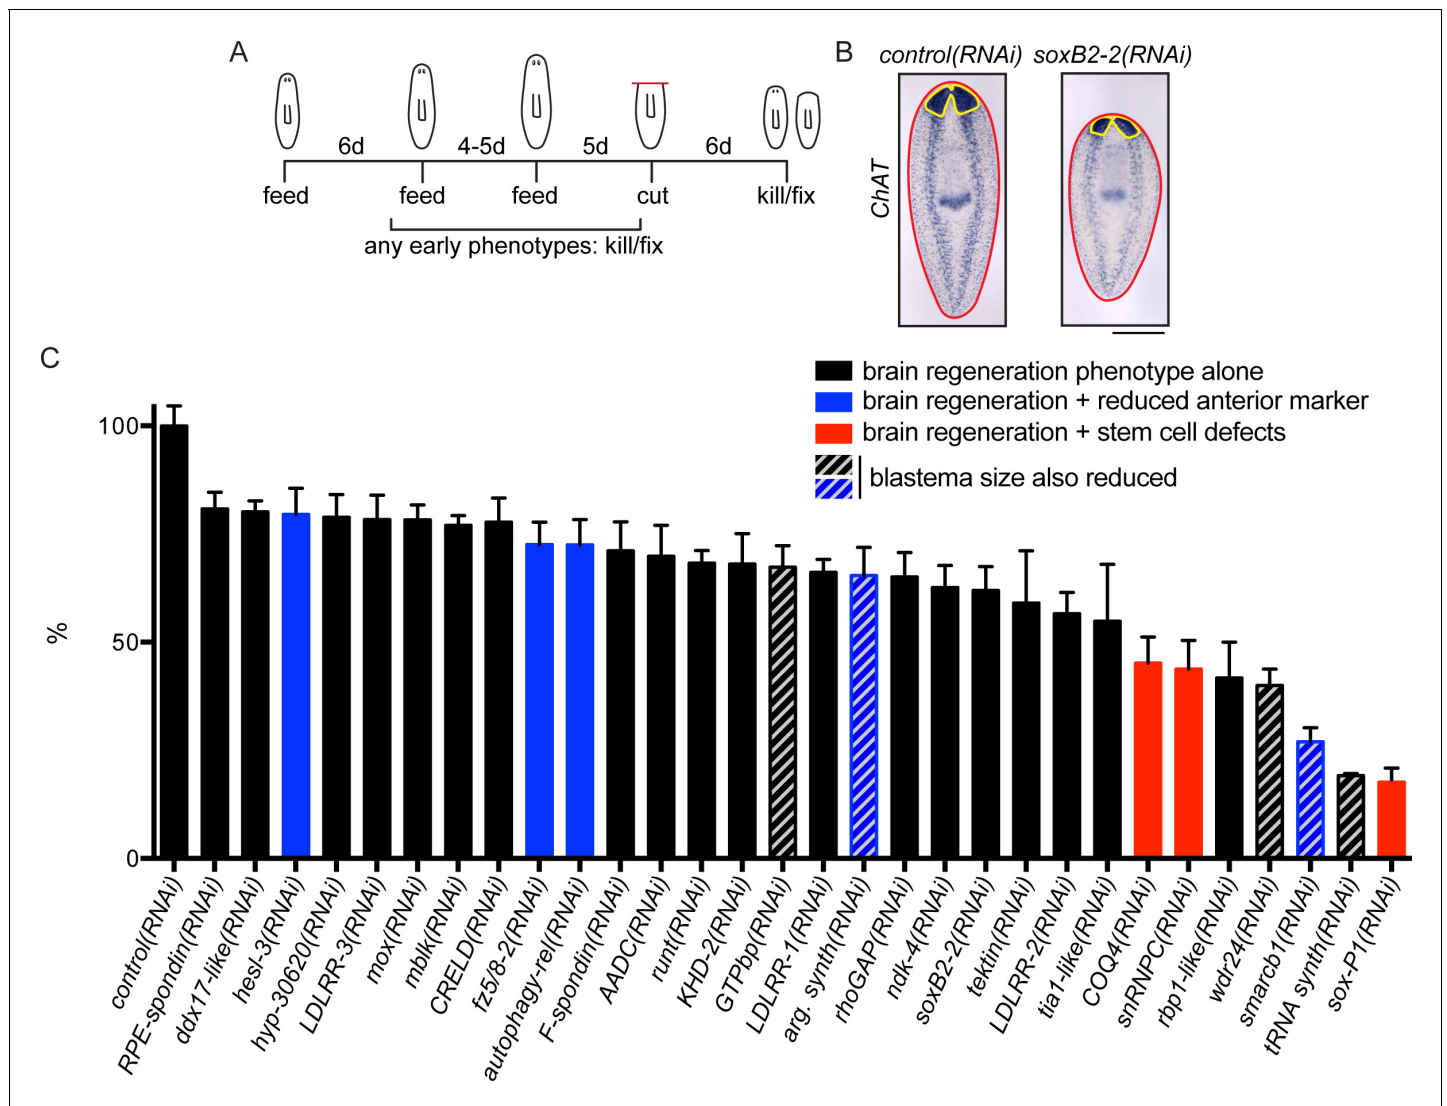 A
6d
4-5d
5d
6d
feed
feed
feed
cut
kill/fix
any early phenotypes: kill/fix
B
control(RNAi)
soxB2-2(RNAi)
ChAT
C
brain regeneration phenotype alone
brain regeneration + reduced anterior marker
brain regeneration + stem cell defects
blastema size also reduced
%
100
50
0
control(RNAi)
RPE-spondin(RNAi)
ddx17-like(RNAi)
hesl-3(RNAi)
hyp-30620(RNAi)
LDLRR-3(RNAi)
mox(RNAi)
mblk(RNAi)
CRELD(RNAi)
fz5/8-2(RNAi)
autophagy-rel(RNAi)
F-spondin(RNAi)
AADC(RNAi)
runt(RNAi)
KHD-2(RNAi)
GTPbp(RNAi)
LDLRR-1(RNAi)
arg. synth(RNAi)
rhoGAP(RNAi)
ndk-4(RNAi)
soxB2-2(RNAi)
tektin(RNAi)
LDLRR-2(RNAi)
tia1-like(RNAi)
COQ4(RNAi)
snRNPC(RNAi)
rbp1-like(RNAi)
wdr24(RNAi)
smarcb1(RNAi)
tRNA synth(RNAi)
sox-P1(RNAi)